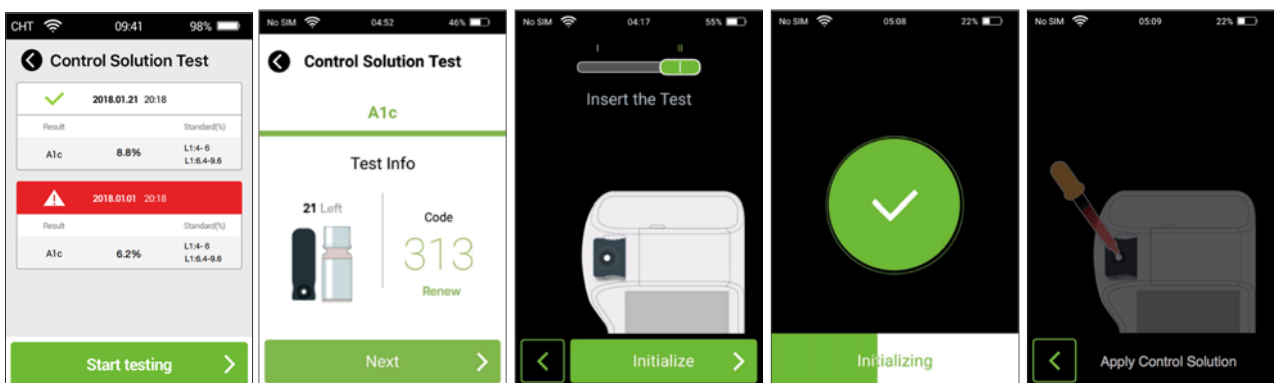 CHT 09:41 98%
Control Solution Test
2018.01.21 20:18
Result Standard(%)
A1c 8.8% L1:4- 6
L1:6.4-9.6
2018.01.01 20:18
Result Standard(%)
A1c 6.2% L1:4- 6
L1:6.4-9.6
Start testing
No SIM 04:52 46%
Control Solution Test
A1c
Test Info
21 Left
Code
313
Renew
Next
No SIM 04:17 55%
I II
Insert the Test
Initialize
No SIM 05:08 22%
Initializing
No SIM 05:09 22%
Apply Control Solution